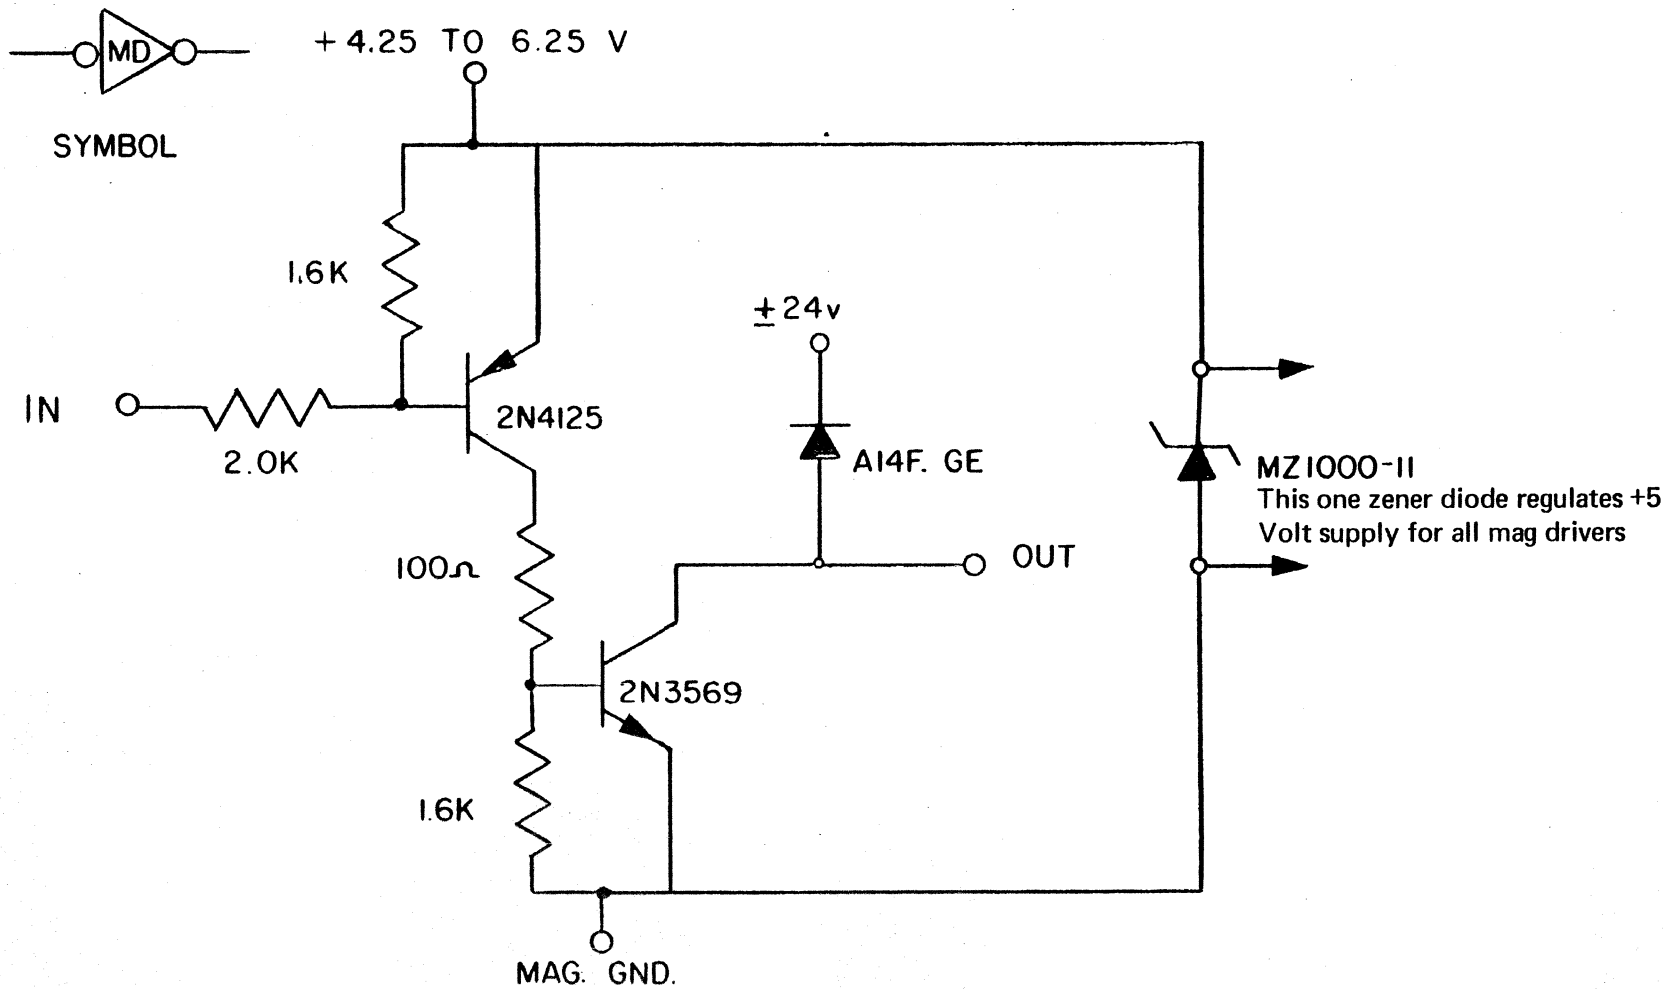 MD
+ 4.25 TO 6.25 V
SYMBOL
1.6K
± 24v
IN
2N4125
2.0K
A14F. GE
MZ1000-11
This one zener diode regulates +5
Volt supply for all mag drivers
100Ω
OUT
2N3569
1.6K
MAG. GND.